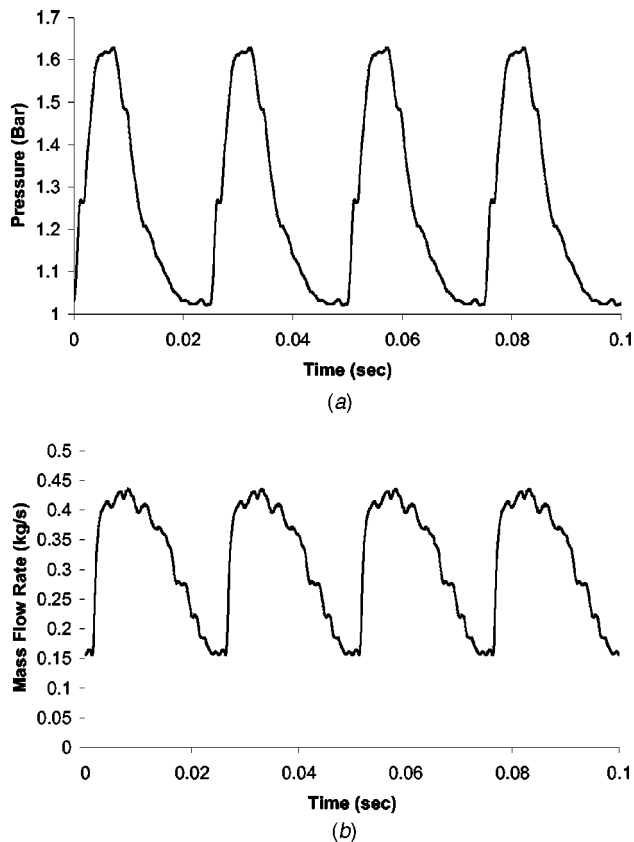 1.7
1.6
1.5
1.4
1.3
1.2
1.1
1
Pressure (Bar)
0 0.02 0.04 0.06 0.08 0.1
Time (sec)
(a)
0.5
0.45
0.4
0.35
0.3
0.25
0.2
0.15
0.1
0.05
0
Mass Flow Rate (kg/s)
0 0.02 0.04 0.06 0.08 0.1
Time (sec)
(b)